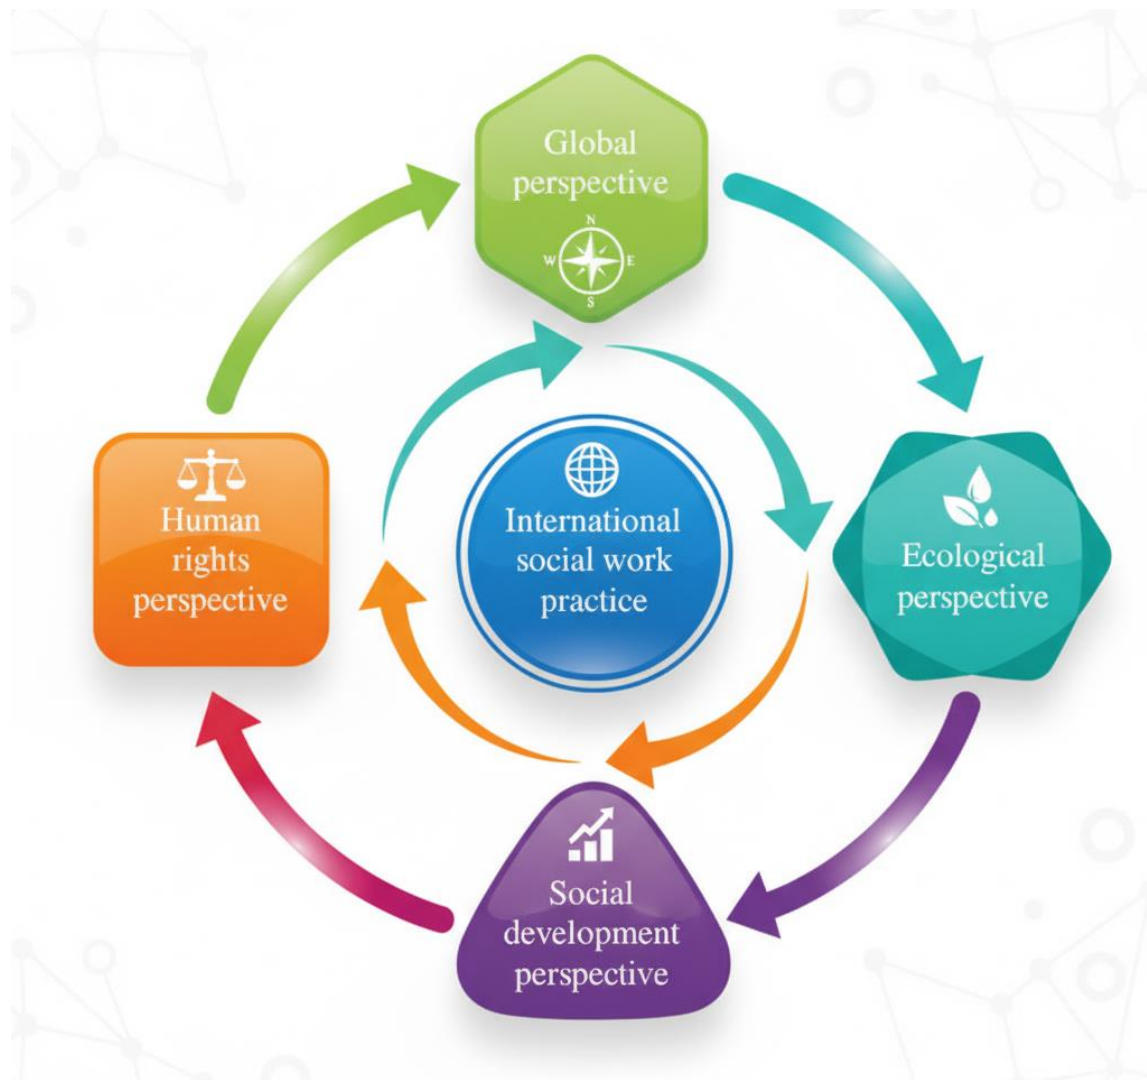 Global
perspective
N
W
E
S
Human
rights
perspective
International
social work
practice
Ecological
perspective
Social
development
perspective